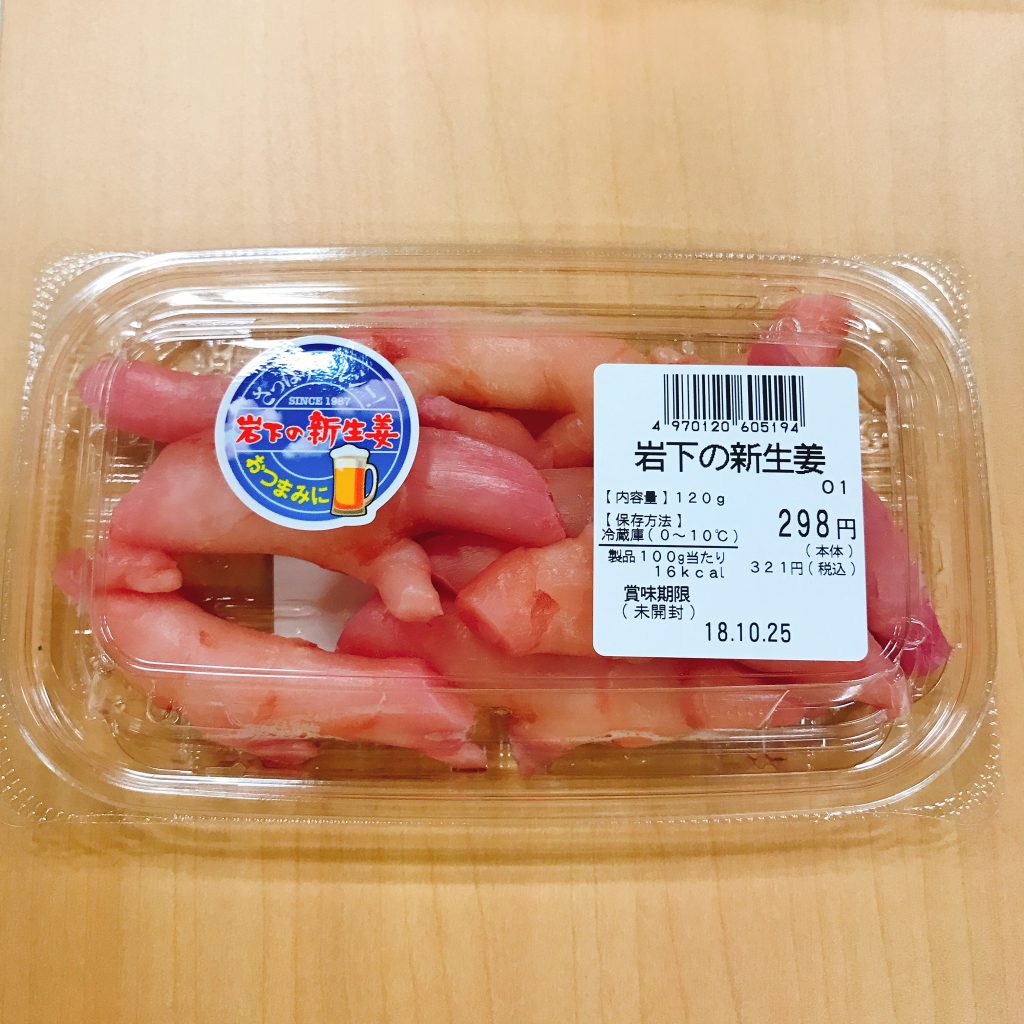 SINCE 1987
岩下の新生姜
おつまみに
4 970120 605194
岩下の新生姜
01
【内容量】120g
【保存方法】
冷蔵庫(0~10℃)
298円
(本体)
製品100g当たり
16kcal
321円(税込)
賞味期限
(未開封)
18.10.25